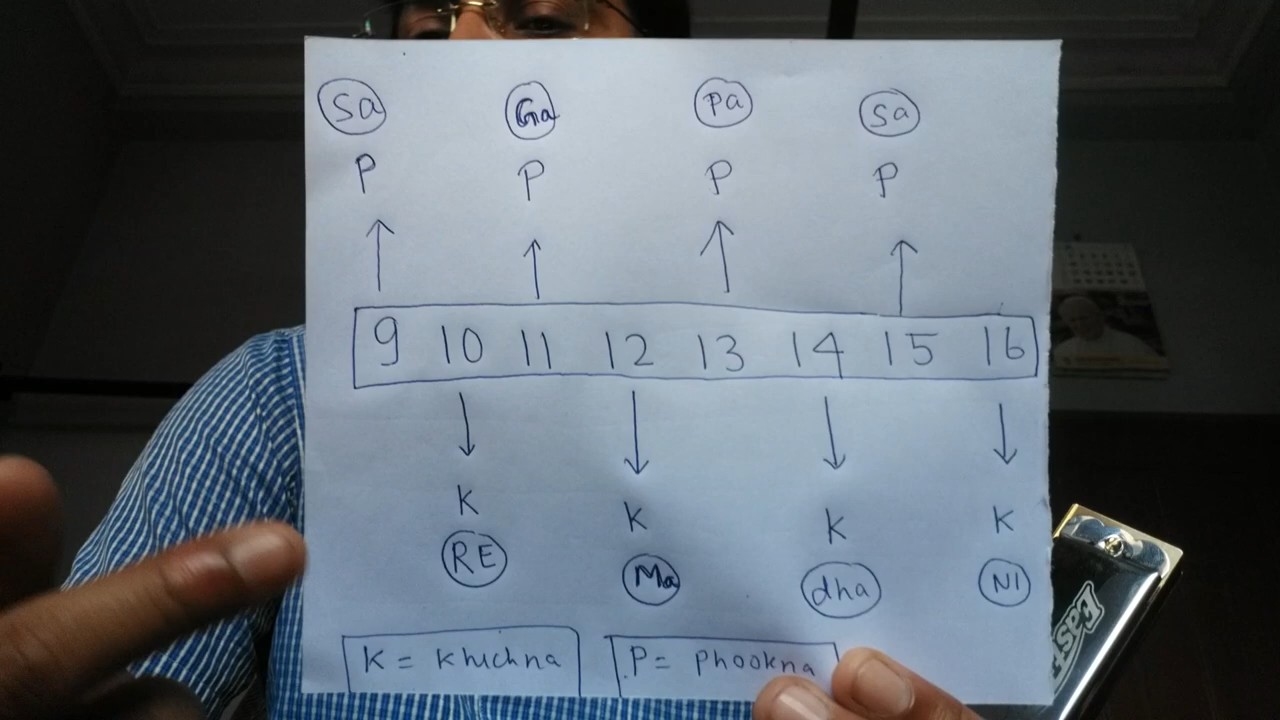 Sa Ga Pa Sa
P P P P
9 10 11 12 13 14 15 16
K K K K
RE Ma dha NI
K = Khichna P = Phookna